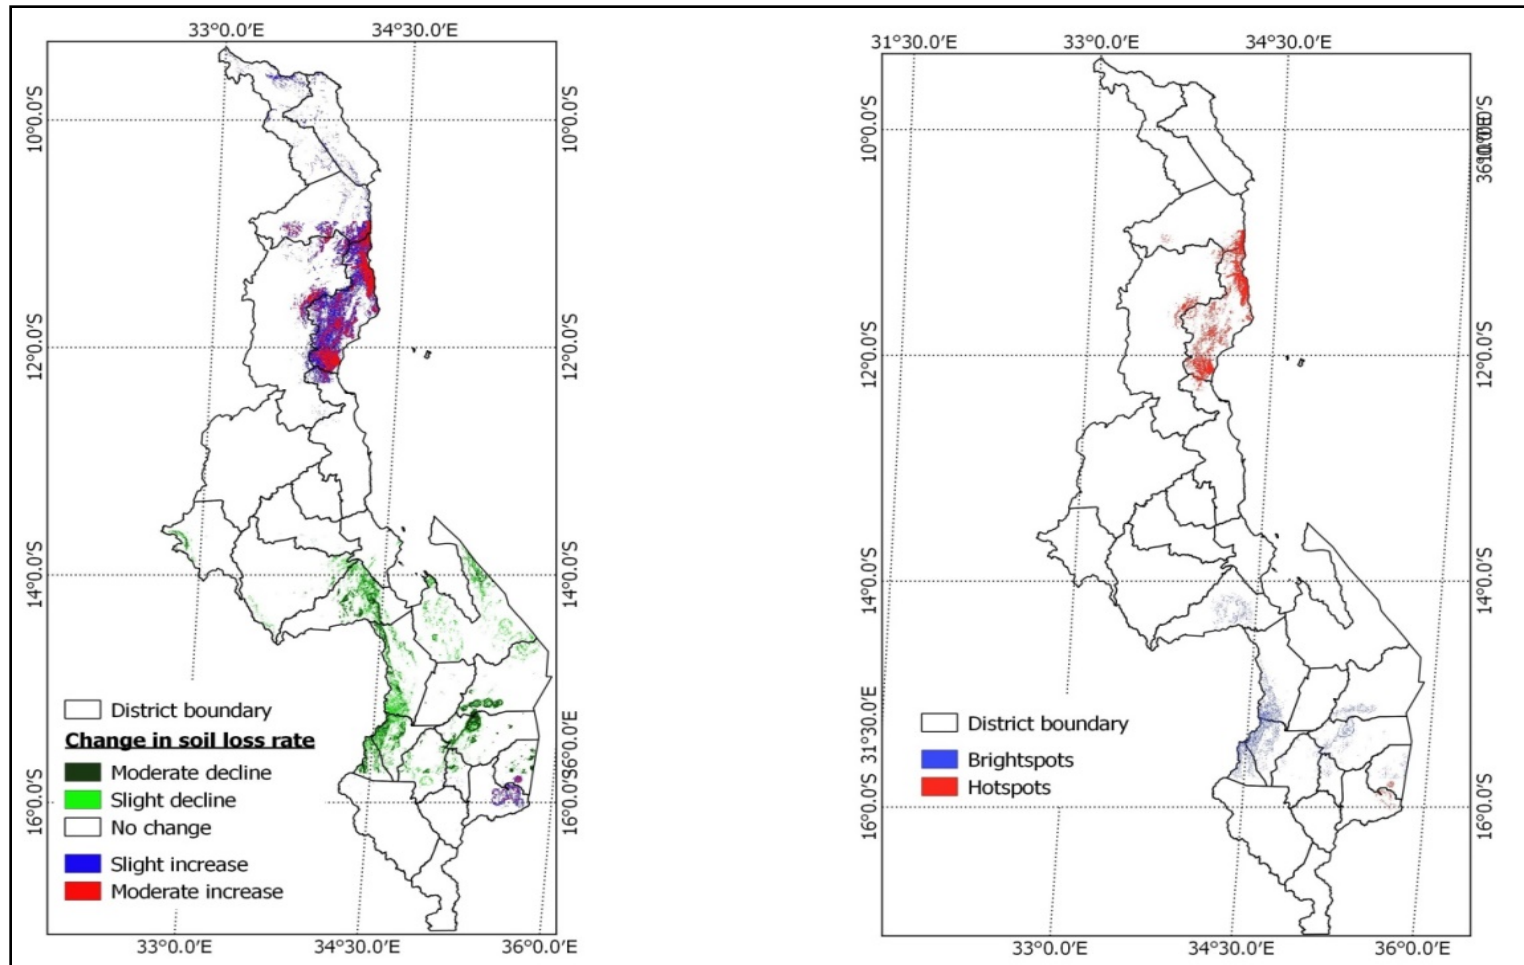 33°0.0′E 34°30.0′E
10°0.0′S 10°0.0′S
12°0.0′S 12°0.0′S
14°0.0′S 14°0.0′S
16°0.0′S
District boundary
Change in soil loss rate
Moderate decline
Slight decline
No change
Slight increase
Moderate increase
33°0.0′E 34°30.0′E 36°0.0′E
31°30.0′E 33°0.0′E 34°30.0′E
10°0.0′S
12°0.0′S 12°0.0′S
14°0.0′S 14°0.0′S
31°30.0′E
16°0.0′S 16°0.0′S
District boundary
Brightspots
Hotspots
33°0.0′E 34°30.0′E 36°0.0′E